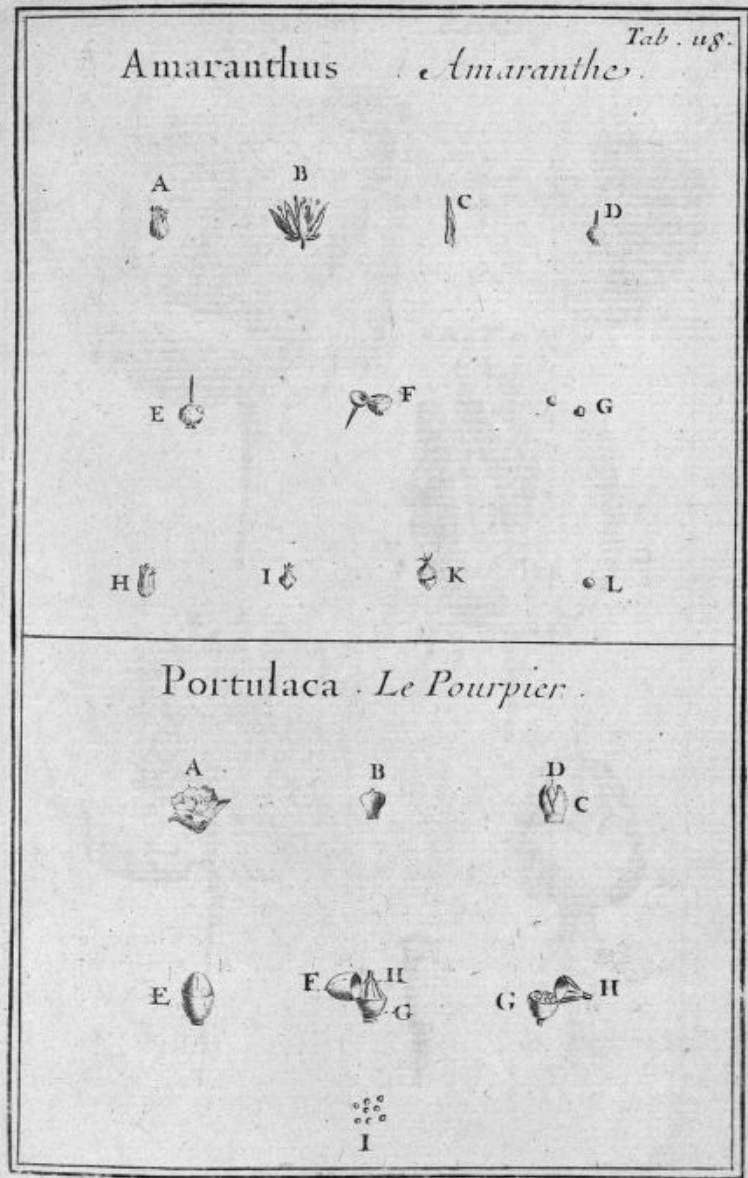 Tab. 118.
Amaranthus . Amaranthe.
A B C D
E F G
H I K L
Portulaca . Le Pourpier .
A B D C
E F H G G H
I